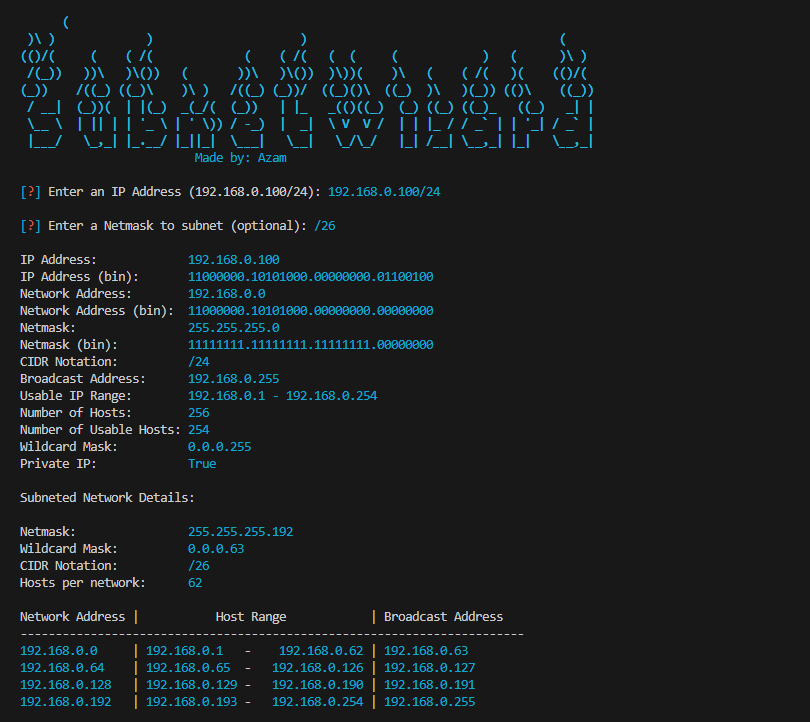 SubnetWizard
Made by: Azam
[?] Enter an IP Address (192.168.0.100/24): 192.168.0.100/24
[?] Enter a Netmask to subnet (optional): /26
IP Address: 192.168.0.100
IP Address (bin): 11000000.10101000.00000000.01100100
Network Address: 192.168.0.0
Network Address (bin): 11000000.10101000.00000000.00000000
Netmask: 255.255.255.0
Netmask (bin): 11111111.11111111.11111111.00000000
CIDR Notation: /24
Broadcast Address: 192.168.0.255
Usable IP Range: 192.168.0.1 - 192.168.0.254
Number of Hosts: 256
Number of Usable Hosts: 254
Wildcard Mask: 0.0.0.255
Private IP: True
Subneted Network Details:
Netmask: 255.255.255.192
Wildcard Mask: 0.0.0.63
CIDR Notation: /26
Hosts per network: 62
Network Address | Host Range | Broadcast Address
------------------------------------------------------------------------
192.168.0.0 | 192.168.0.1 - 192.168.0.62 | 192.168.0.63
192.168.0.64 | 192.168.0.65 - 192.168.0.126 | 192.168.0.127
192.168.0.128 | 192.168.0.129 - 192.168.0.190 | 192.168.0.191
192.168.0.192 | 192.168.0.193 - 192.168.0.254 | 192.168.0.255